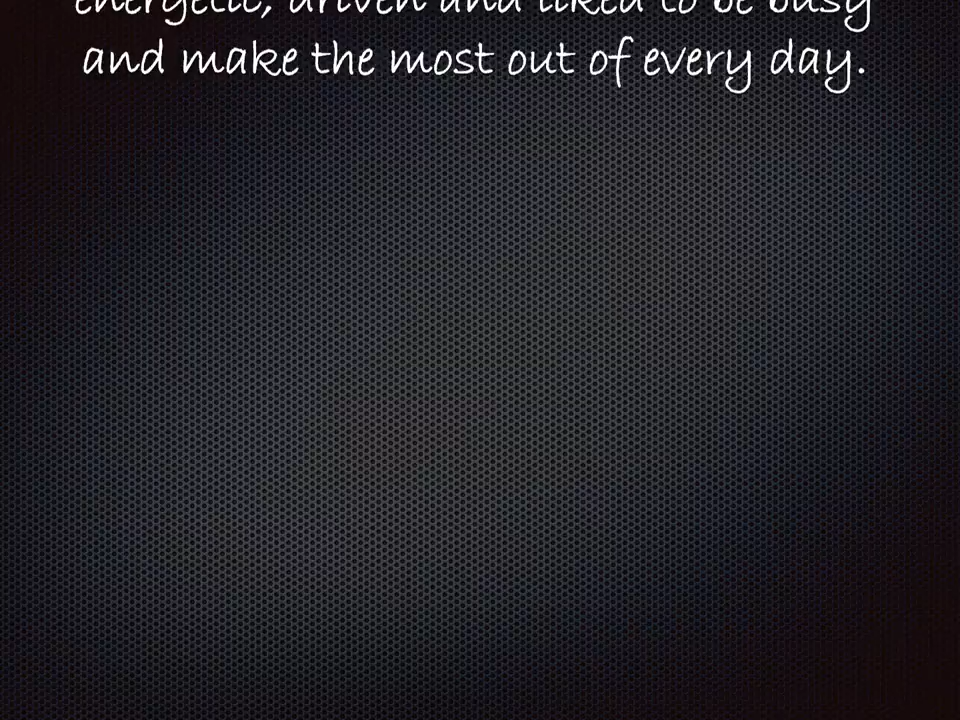 energetic, driven and liked to be busy
and make the most out of every day.